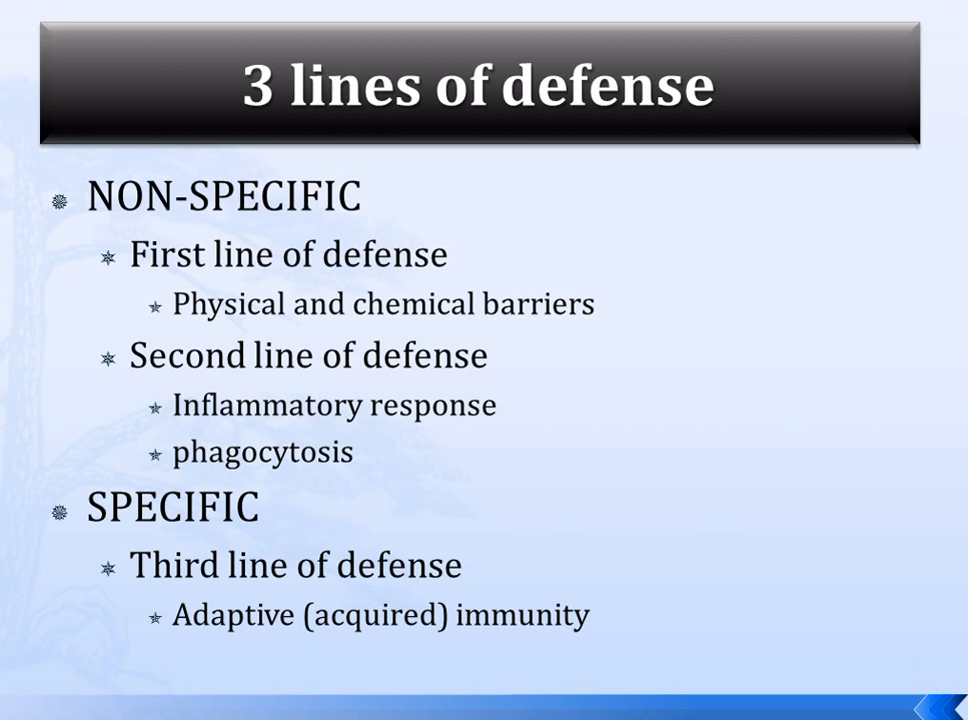 3 lines of defense
NON-SPECIFIC
First line of defense
Physical and chemical barriers
Second line of defense
Inflammatory response
phagocytosis
SPECIFIC
Third line of defense
Adaptive (acquired) immunity